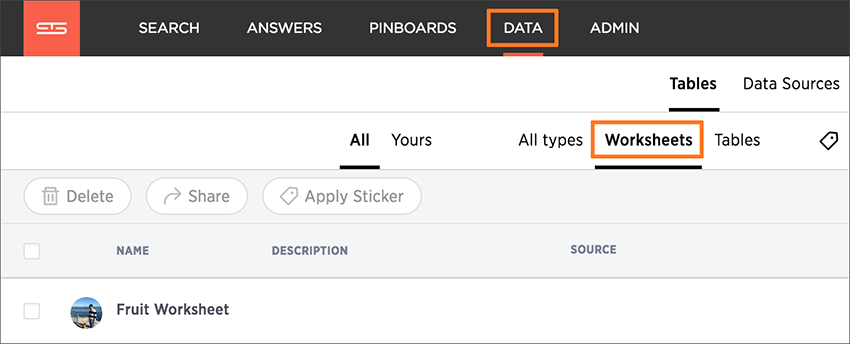 SEARCH ANSWERS PINBOARDS DATA ADMIN
Tables Data Sources
All Yours All types Worksheets Tables
Delete Share Apply Sticker
NAME DESCRIPTION SOURCE
Fruit Worksheet